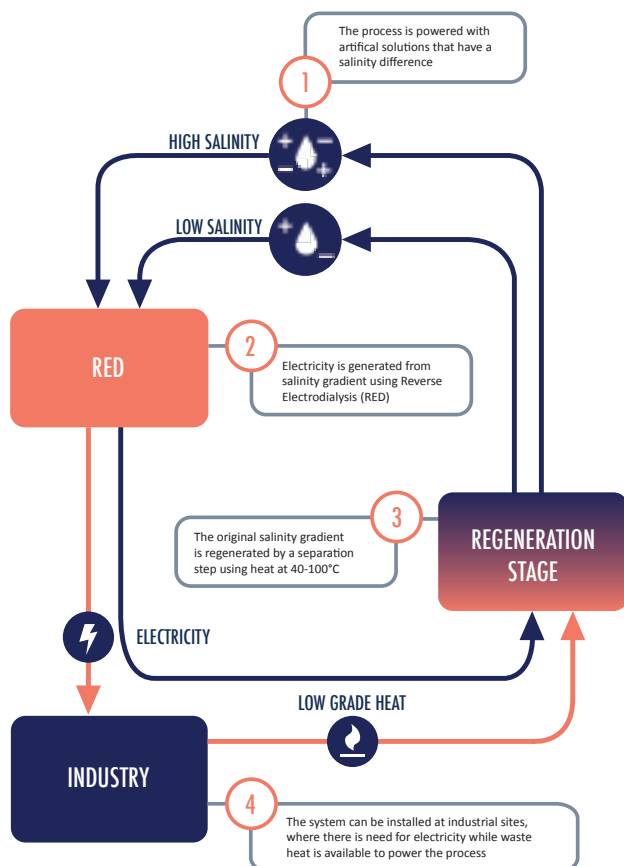 The process is powered with
artifical solutions that have a
salinity difference
1
HIGH SALINITY
LOW SALINITY
RED
2
Electricity is generated from
salinity gradient using Reverse
Electrodialysis (RED)
3
The original salinity gradient
is regenerated by a separation
step using heat at 40-100°C
REGENERATION
STAGE
ELECTRICITY
LOW GRADE HEAT
INDUSTRY
4
The system can be installed at industrial sites,
where there is need for electricity while waste
heat is available to power the process